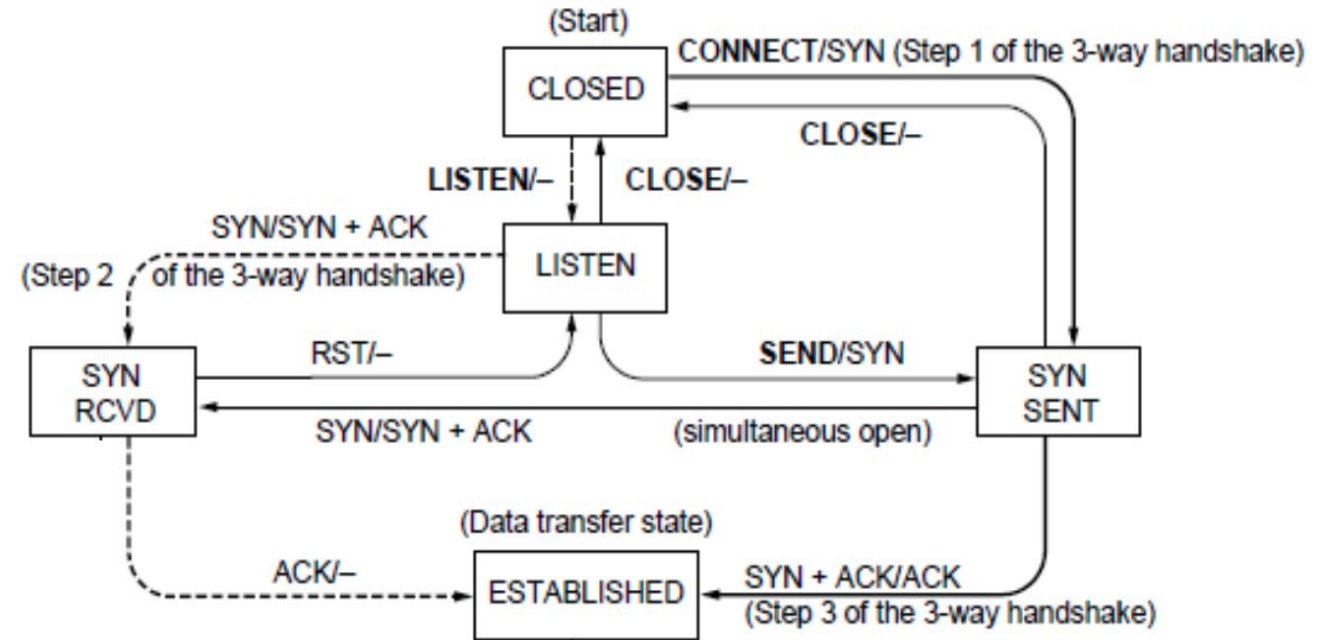 (Start)
CONNECT/SYN (Step 1 of the 3-way handshake)
CLOSED
CLOSE/–
LISTEN/–
CLOSE/–
SYN/SYN + ACK
(Step 2 of the 3-way handshake)
LISTEN
RST/–
SEND/SYN
SYN
RCVD
SYN
SENT
SYN/SYN + ACK
(simultaneous open)
(Data transfer state)
ACK/–
ESTABLISHED
SYN + ACK/ACK
(Step 3 of the 3-way handshake)